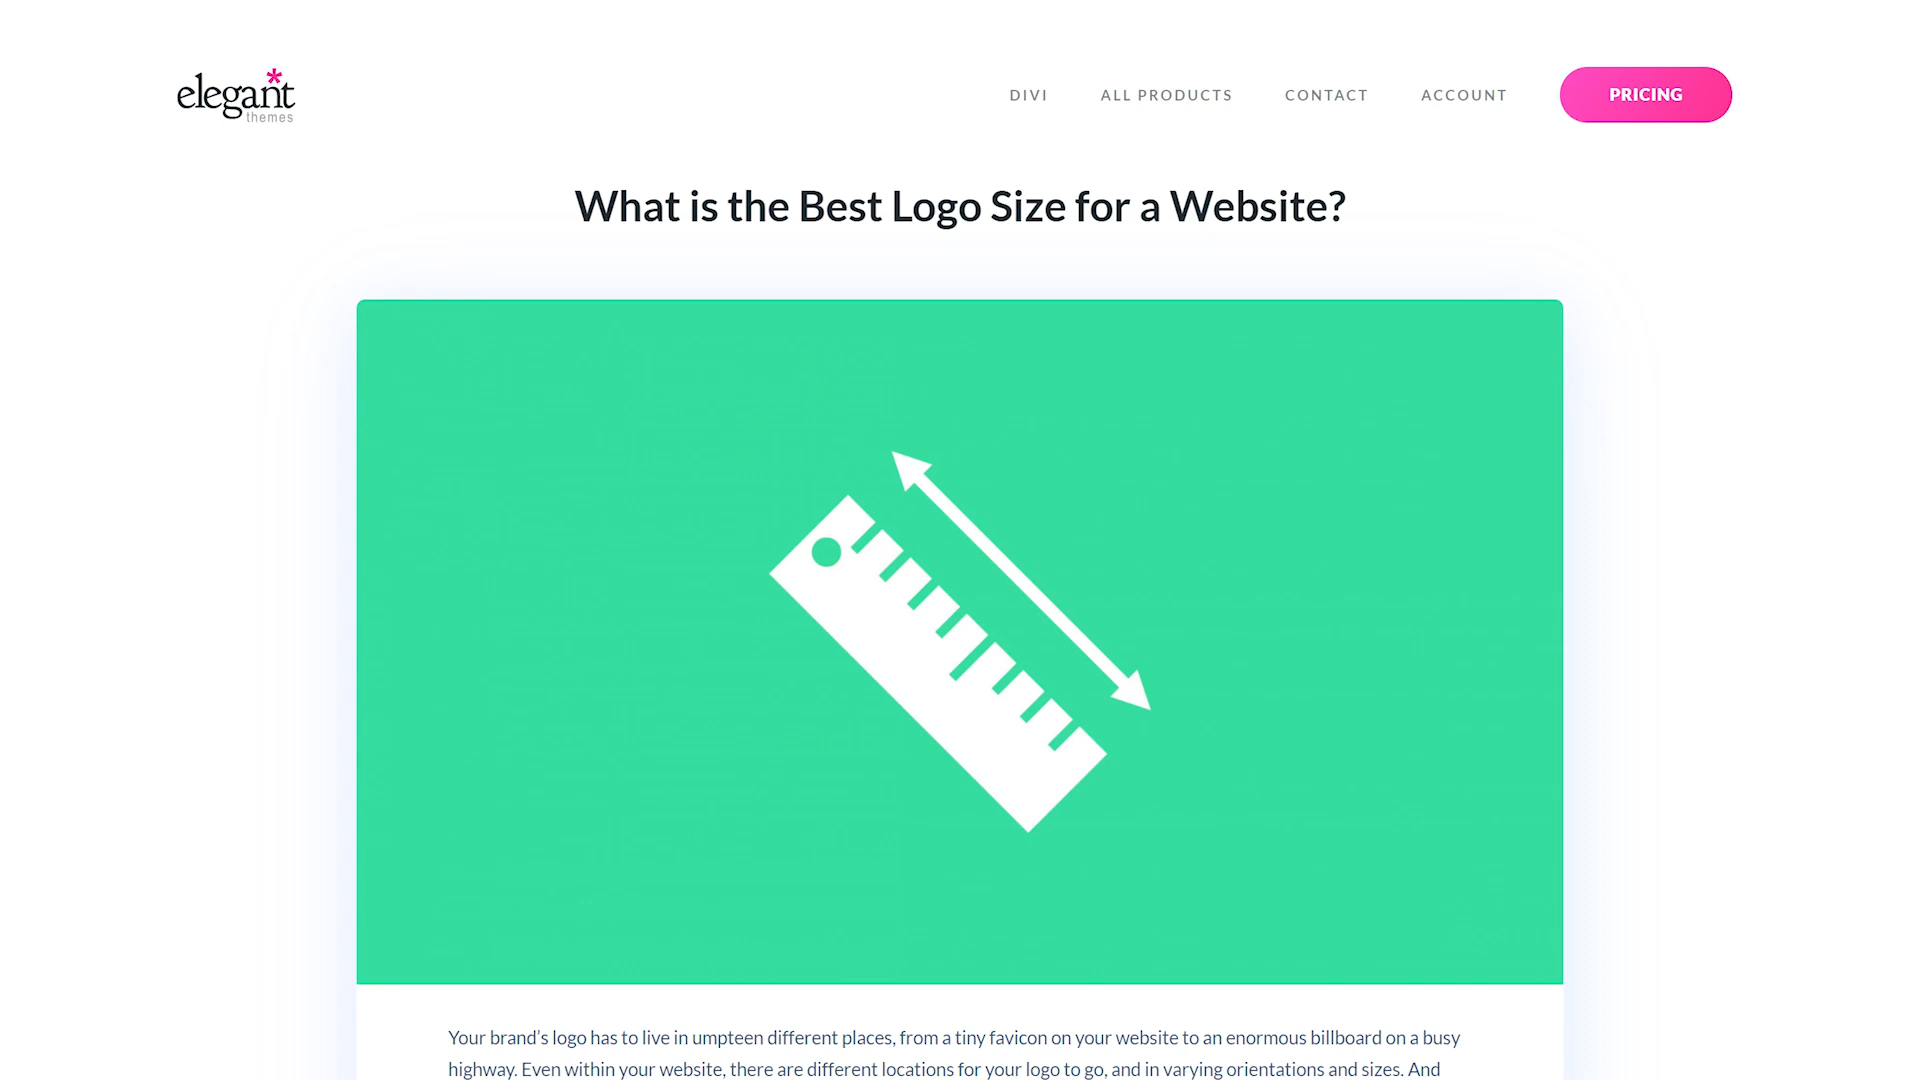 elegant
themes
DIVI
ALL PRODUCTS
CONTACT
ACCOUNT
PRICING
What is the Best Logo Size for a Website?
Your brand’s logo has to live in umpteen different places, from a tiny favicon on your website to an enormous billboard on a busy
highway. Even within your website, there are different locations for your logo to go, and in varying orientations and sizes. And